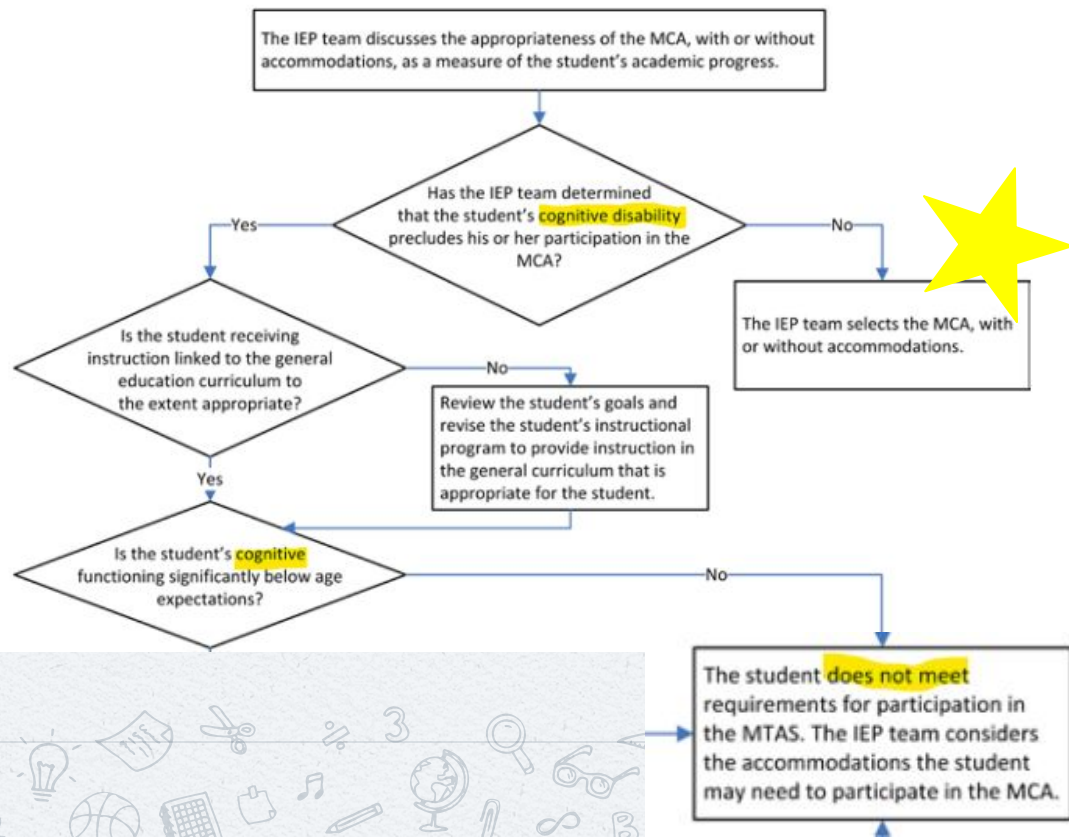 The IEP team discusses the appropriateness of the MCA, with or without
accommodations, as a measure of the student's academic progress.
Has the IEP team determined
that the student's cognitive disability
precludes his or her participation in the
MCA?
Yes
No
Is the student receiving
instruction linked to the general
education curriculum to
the extent appropriate?
The IEP team selects the MCA, with
or without accommodations.
No
Review the student's goals and
revise the student's instructional
program to provide instruction in
the general curriculum that is
appropriate for the student.
Yes
Is the student's cognitive
functioning significantly below age
expectations?
No
The student does not meet
requirements for participation in
the MTAS. The IEP team considers
the accommodations the student
may need to participate in the MCA.
3
B